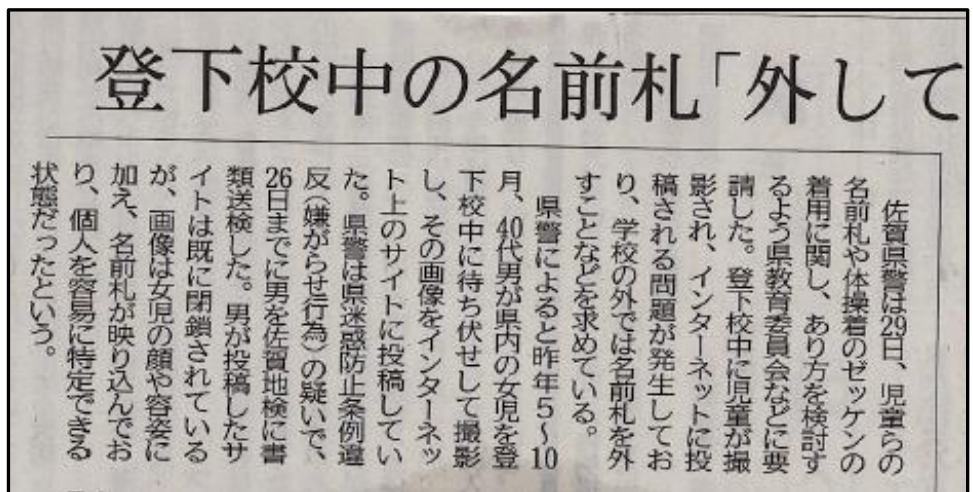 登下校中の名前札「外して
佐賀県警は29日、児童らの
名前札や体操着のゼッケンの
着用に関し、あり方を検討す
るよう県教育委員会などに要
請した。登下校中に児童が撮
影され、インターネットに投
稿される問題が発生してお
り、学校の外では名前札を外
すことなどを求めている。
県警によると昨年5〜10
月、40代男が県内の女児を登
下校中に待ち伏せして撮影
し、その画像をインターネッ
ト上のサイトに投稿してい
た。県警は県迷惑防止条例違
反(嫌がらせ行為)の疑いで、
26日までに男を佐賀地検に書
類送検した。男が投稿したサ
イトは既に閉鎖されている
が、画像は女児の顔や容姿に
加え、名前札が映り込んでお
り、個人を容易に特定できる
状態だったという。